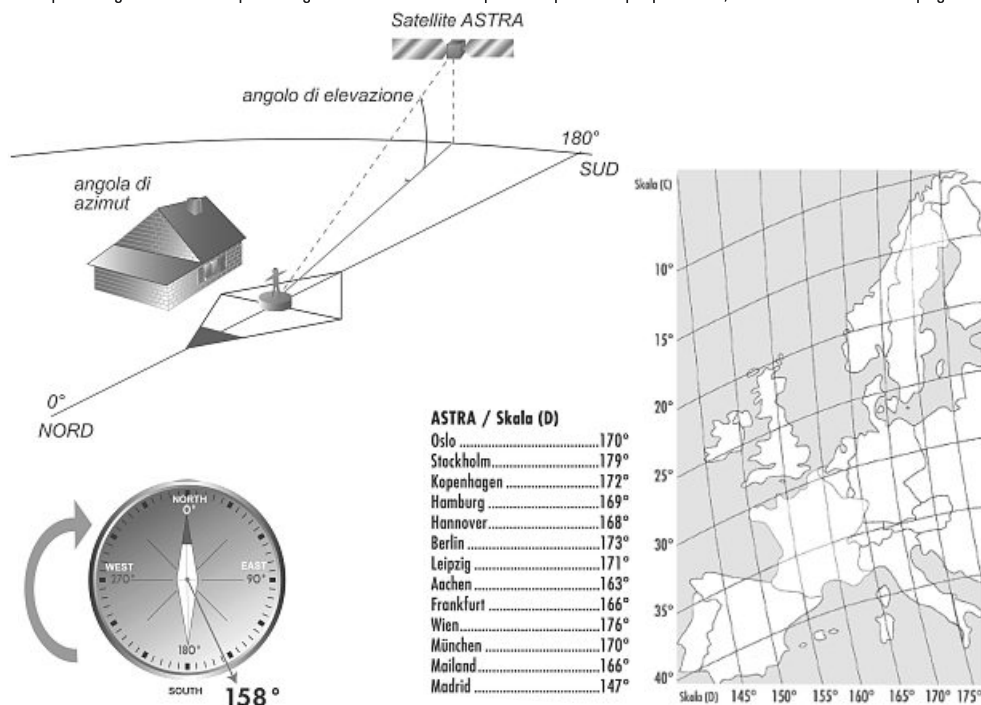 Satellite ASTRA
angolo di elevazione
180°
SUD
angola di
azimut
0°
NORD
NORTH
0°
WEST
270°
EAST
90°
180°
SOUTH
158°
ASTRA / Skala (D)
Oslo 170°
Stockholm 179°
Kopenhagen 172°
Hamburg 169°
Hannover 168°
Berlin 173°
Leipzig 171°
Aachen 163°
Frankfurt 166°
Wien 176°
München 170°
Mailand 166°
Madrid 147°
Skala (C)
10°
15°
20°
25°
30°
35°
40°
Skala (D) 145° 150° 155° 160° 165° 170° 175°